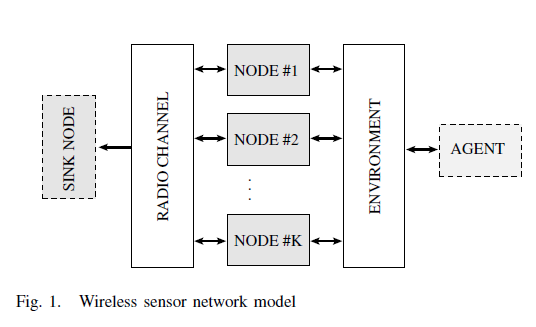 SINK NODE
RADIO CHANNEL
NODE #1
NODE #2
NODE #K
ENVIRONMENT
AGENT
Fig. 1. Wireless sensor network model